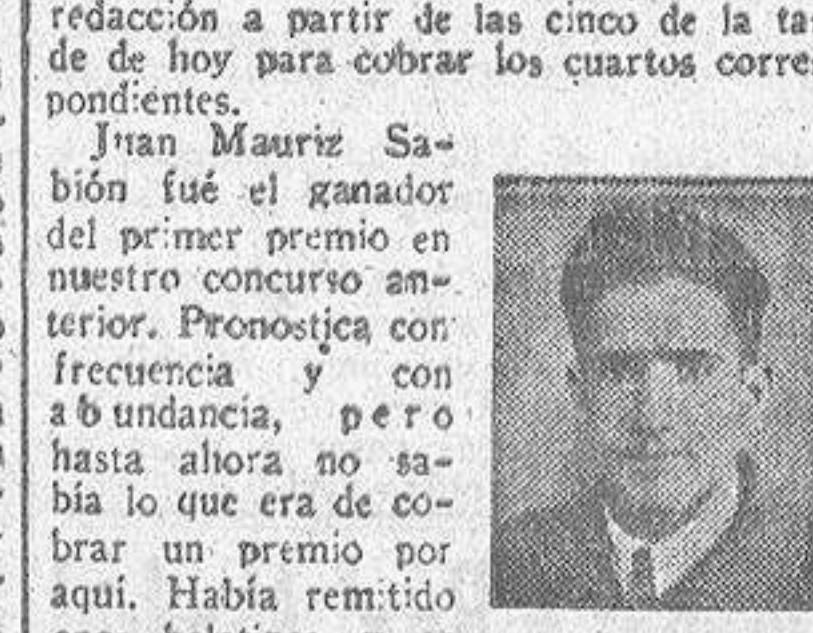 redacción a partir de las cinco de la tar
de de hoy para cobrar los cuartos corres
pondientes.
Juan Mauriz Sa-
bión fué el ganador
del primer premio en
nuestro concurso an-
terior. Pronostica con
frecuencia y con
abundancia, pero
hasta ahora no sa-
bía lo que era de co-
brar un premio por
aquí. Había remitido